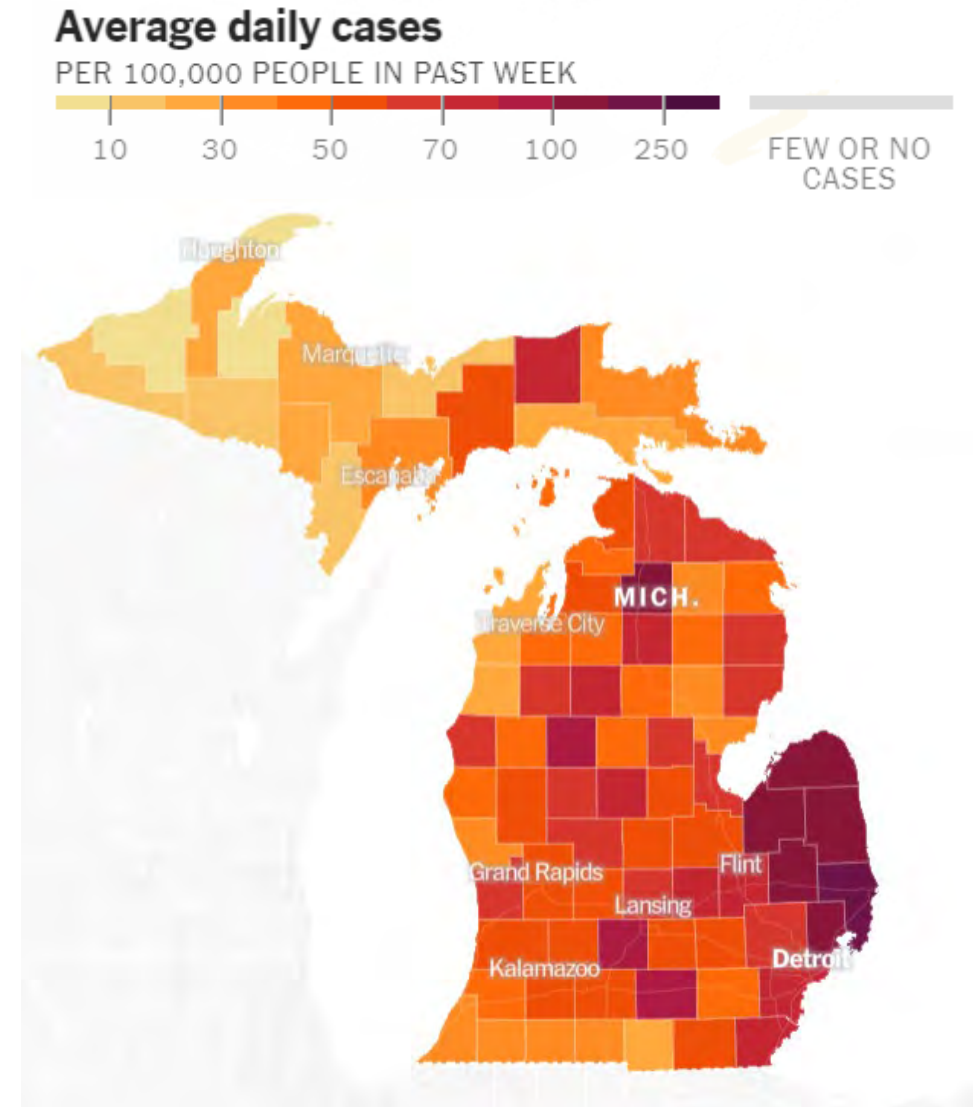 Average daily cases
PER 100,000 PEOPLE IN PAST WEEK
10 30 50 70 100 250
FEW OR NO
CASES
Houghton
Marquette
Escanaba
MICH.
Traverse City
Flint
Grand Rapids
Lansing
Detroit
Kalamazoo